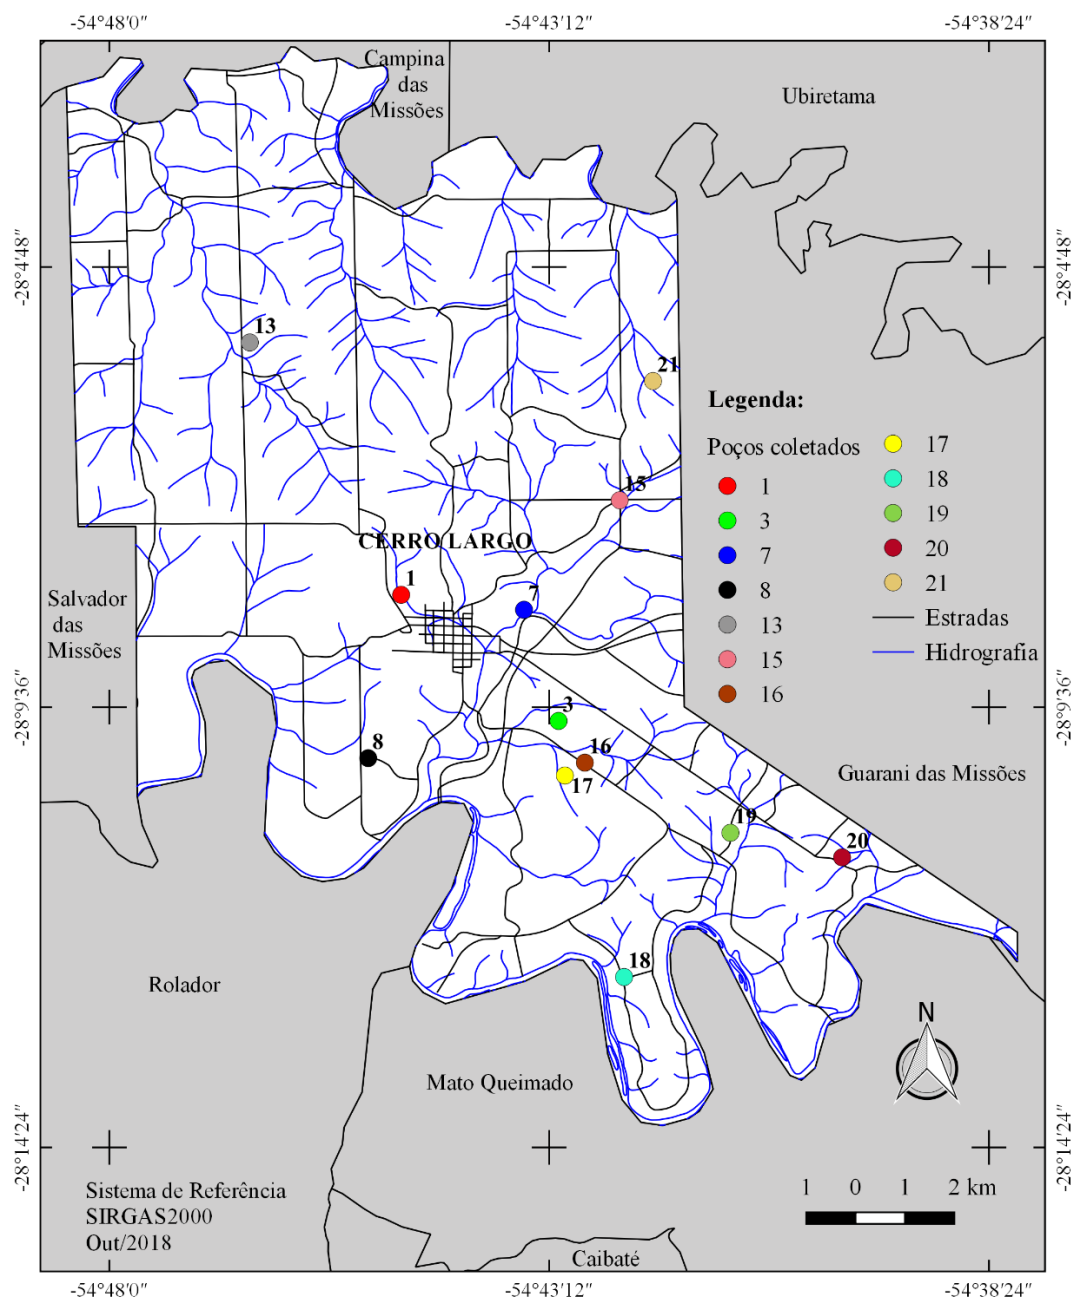 -54°48′0″
-54°43′12″
-54°38′24″
Campina
das
Missões
Ubiretama
-28°4′48″
-28°4′48″
13
21
Legenda:
Poços coletados
1
3
7
8
13
15
16
17
18
19
20
21
Estradas
Hidrografia
15
CERRO LARGO
1
7
Salvador
das
Missões
-28°9′36″
-28°9′36″
3
8
16
17
Guarani das Missões
19
20
18
Rolador
N
Mato Queimado
-28°14′24″
-28°14′24″
Sistema de Referência
SIRGAS2000
Out/2018
1 0 1 2 km
Caibaté
-54°48′0″
-54°43′12″
-54°38′24″